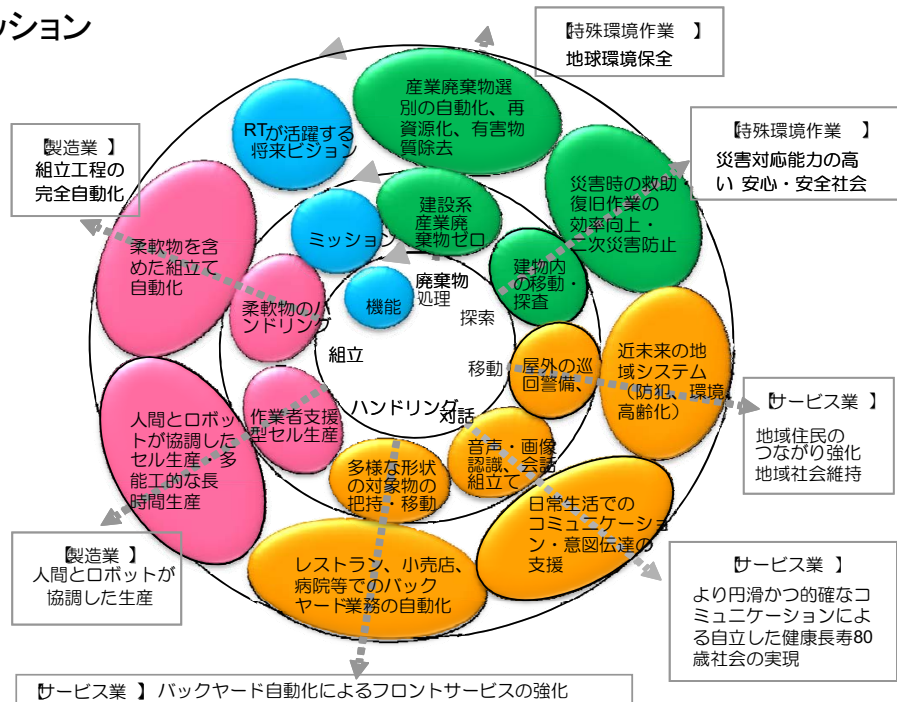 ッション
【特殊環境作業 】
地球環境保全
【製造業 】
組立工程の
完全自動化
【特殊環境作業 】
災害対応能力の高
い 安心・安全社会
RTが活躍する
将来ビジョン
産業廃棄物選
別の自動化、再
資源化、有害物
質除去
災害時の救助・
復旧作業の
効率向上・
二次災害防止
柔軟物を含
めた組立て
自動化
ミッション
建設系
産業廃
棄物ゼロ
建物内
の移動・
探査
柔軟物のハ
ンドリング
機能
廃棄物
処理
探索
組立
移動
ハンドリング
対話
屋外の巡
回警備、
近未来の地
域システム
（防犯、環境、
高齢化）
【サービス業 】
地域住民の
つながり強化
地域社会維持
人間とロボッ
トが協調した
セル生産・多
能工的な長
時間生産
作業者支援
型セル生産
多様な形状
の対象物の
把持・移動
音声・画像
認識、会話
組立て
日常生活での
コミュニケーショ
ン・意図伝達の
支援
【製造業 】
人間とロボットが
協調した生産
レストラン、小売店、
病院等でのバック
ヤード業務の自動化
【サービス業 】
より円滑かつ的確なコ
ミュニケーションによ
る自立した健康長寿80
歳社会の実現
【サービス業 】バックヤード自動化によるフロントサービスの強化